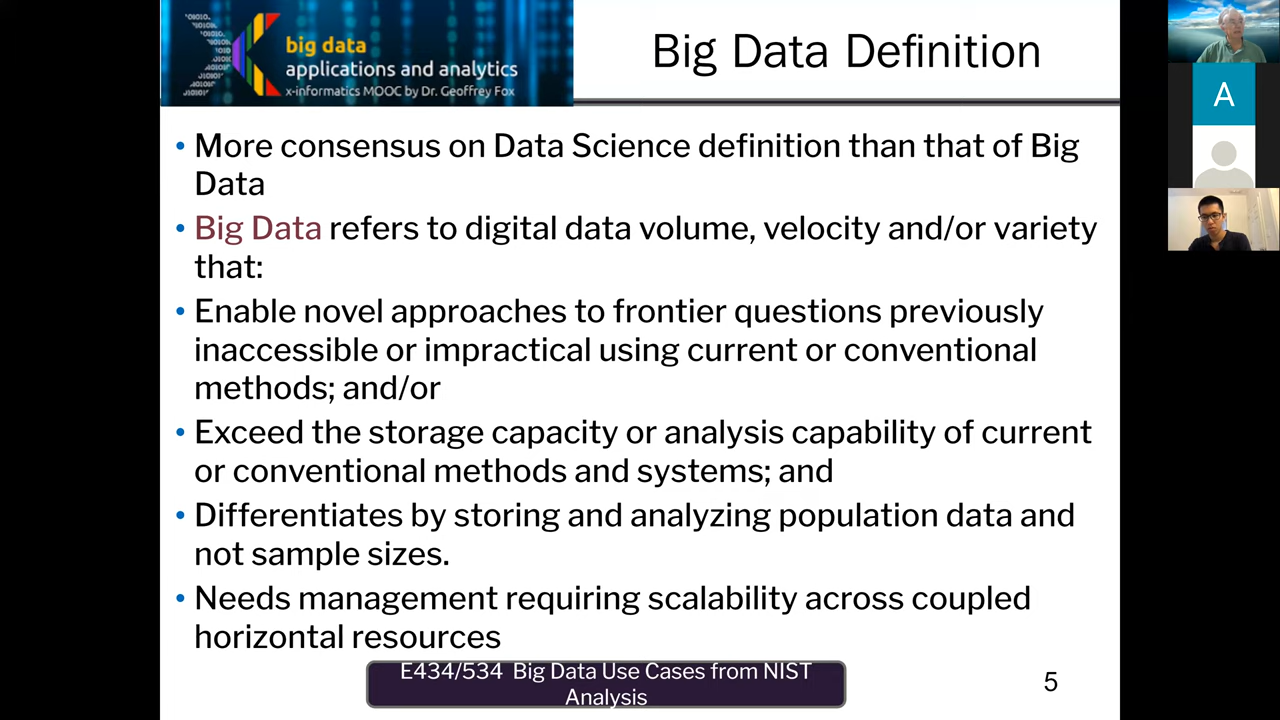 big data
applications and analytics
x-informatics MOOC by Dr. Geoffrey Fox
Big Data Definition
• More consensus on Data Science definition than that of Big
Data
• Big Data refers to digital data volume, velocity and/or variety
that:
• Enable novel approaches to frontier questions previously
inaccessible or impractical using current or conventional
methods; and/or
• Exceed the storage capacity or analysis capability of current
or conventional methods and systems; and
• Differentiates by storing and analyzing population data and
not sample sizes.
• Needs management requiring scalability across coupled
horizontal resources
E434/534 Big Data Use Cases from NIST
Analysis
5
A